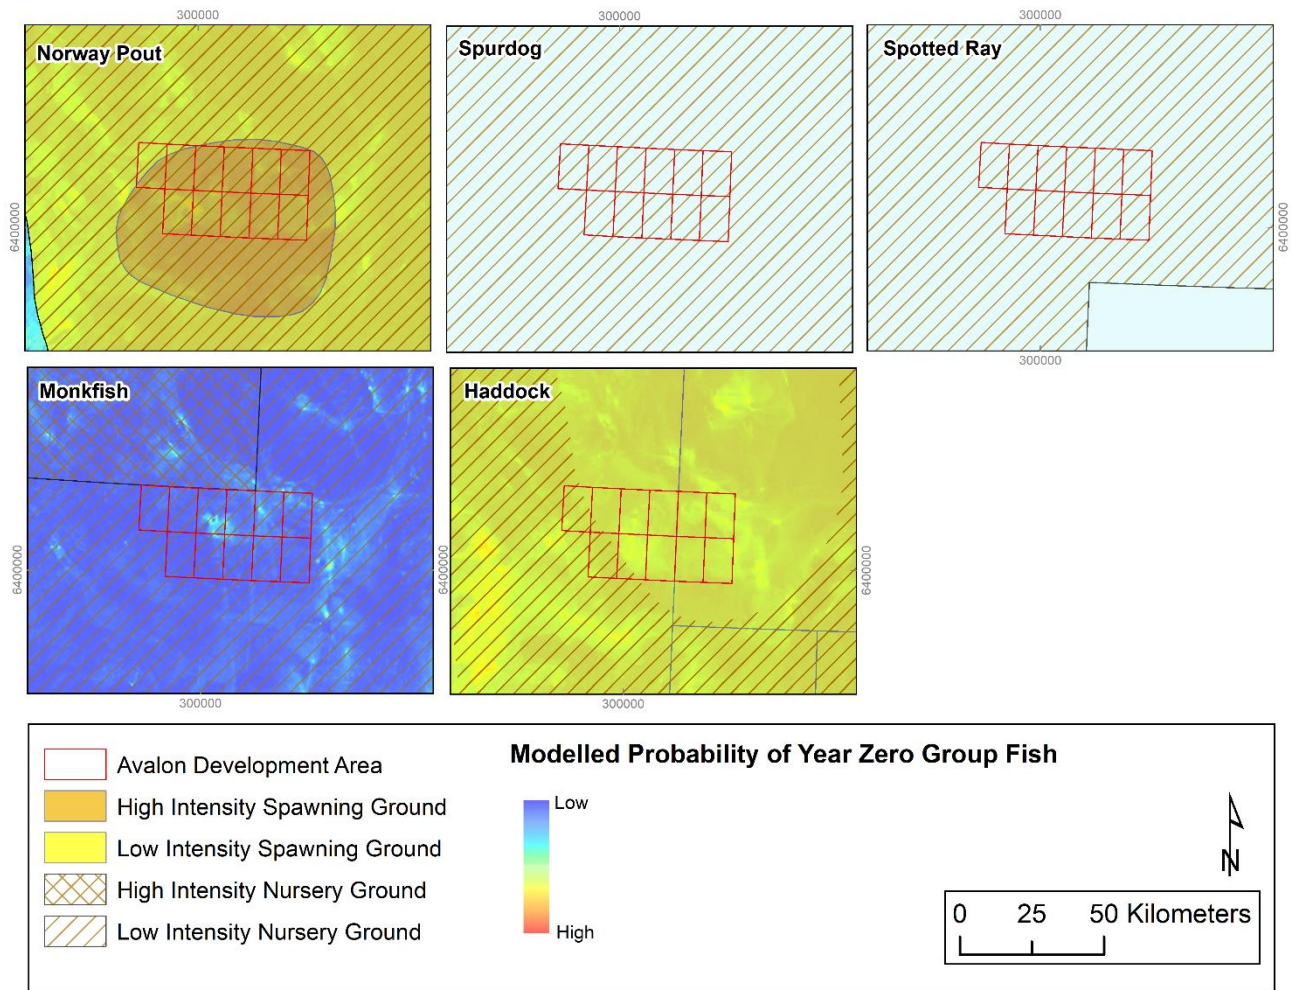 300000
300000
300000
Norway Pout
Spurdog
Spotted Ray
6400000
6400000
300000
Monkfish
Haddock
6400000
6400000
6400000
300000
300000
Avalon Development Area
High Intensity Spawning Ground
Low Intensity Spawning Ground
High Intensity Nursery Ground
Low Intensity Nursery Ground
Modelled Probability of Year Zero Group Fish
Low
High
N
0 25 50 Kilometers